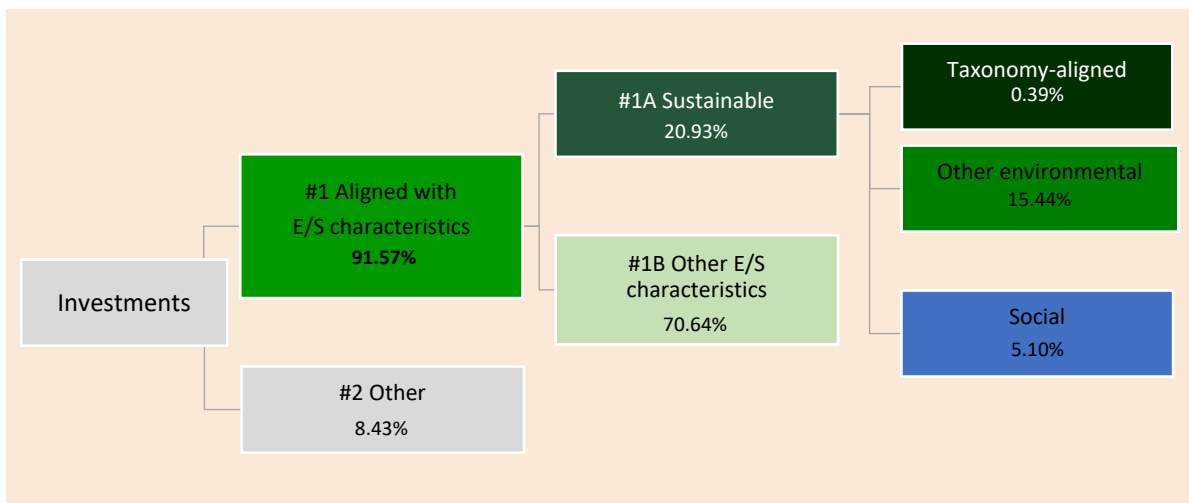 Investments
#1 Aligned with
E/S characteristics
91.57%
#2 Other
8.43%
#1A Sustainable
20.93%
#1B Other E/S
characteristics
70.64%
Taxonomy-aligned
0.39%
Other environmental
15.44%
Social
5.10%